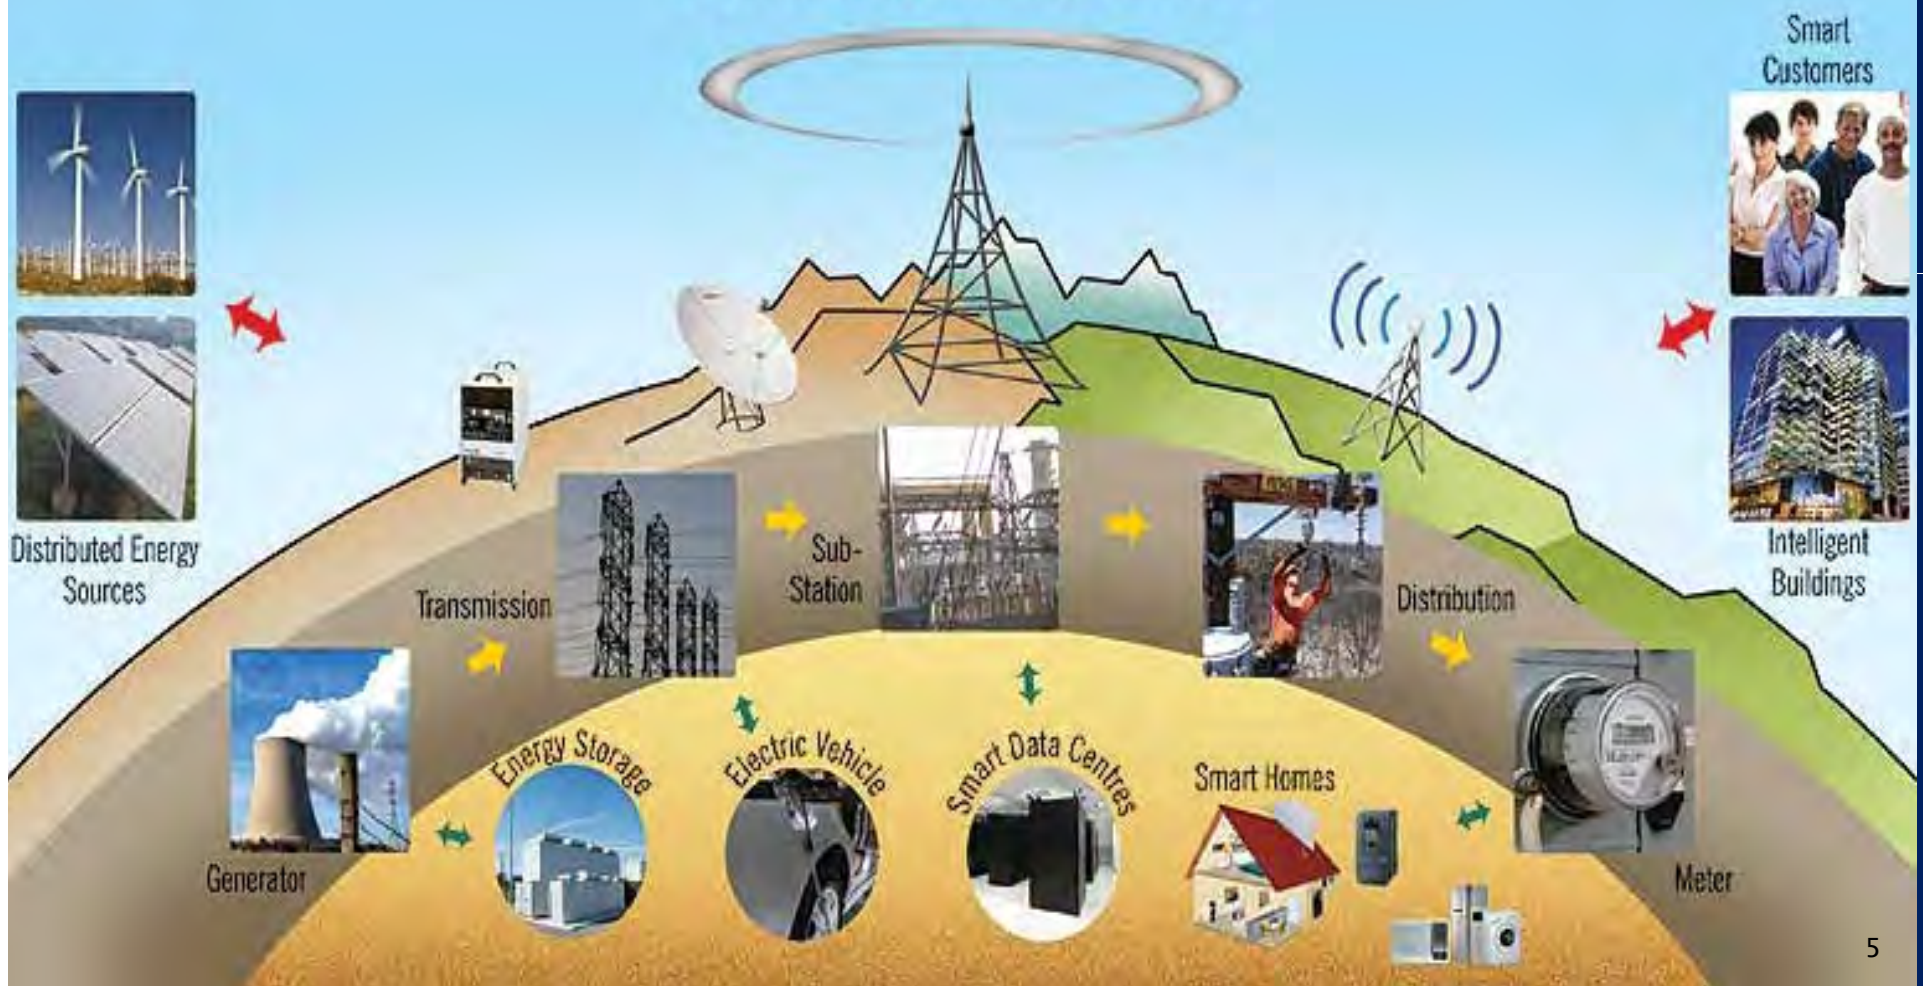 Smart
Customers
Distributed Energy
Sources
Intelligent
Buildings
Sub-
Station
Transmission
Distribution
Energy Storage
Electric Vehicle
Smart Data Centres
Smart Homes
Generator
Meter
5